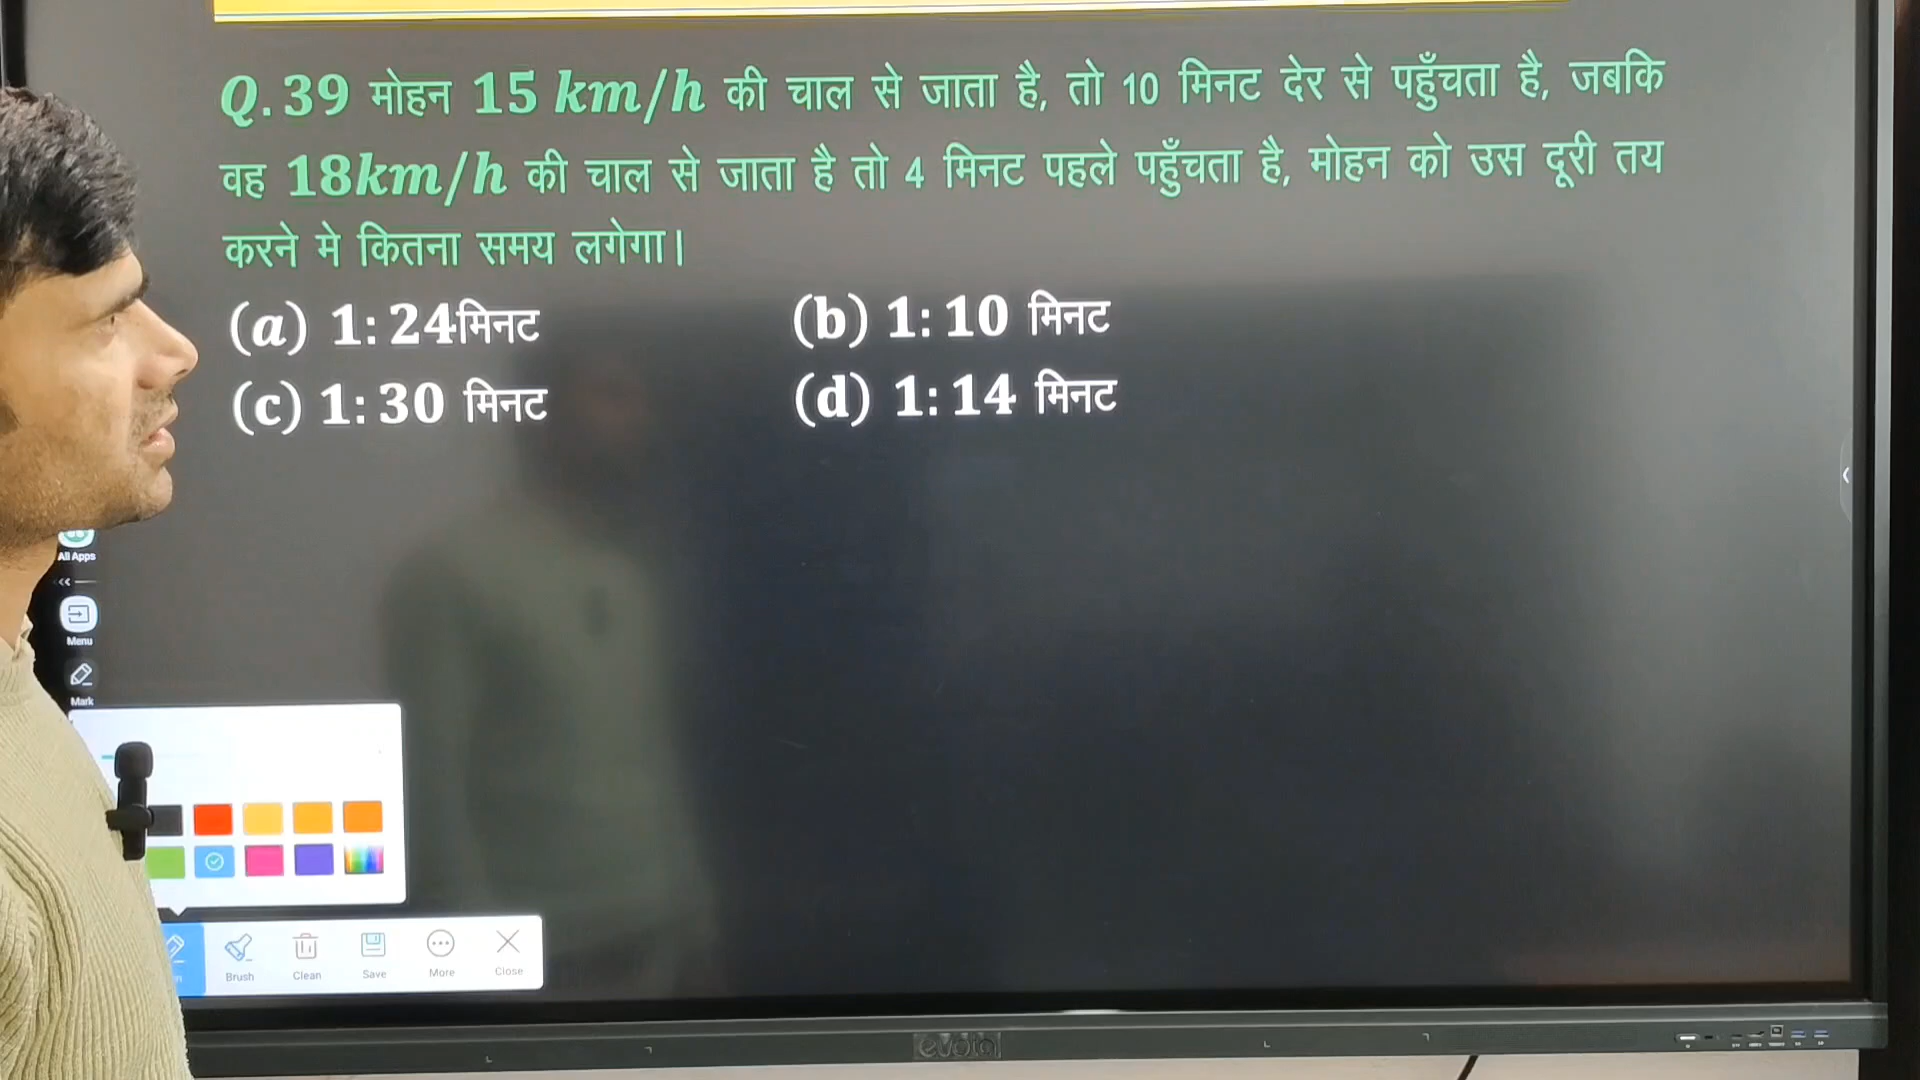 Q.39 मोहन 15 km/h की चाल से जाता है, तो 10 मिनट देर से पहुँचता है, जबकि
वह 18km/h की चाल से जाता है तो 4 मिनट पहले पहुँचता है, मोहन को उस दूरी तय
करने मे कितना समय लगेगा|
(a) 1:24मिनट (b) 1:10 मिनट
(c) 1:30 मिनट (d) 1:14 मिनट
All Apps
Menu
Mark
Brush Clean Save More Close
evota